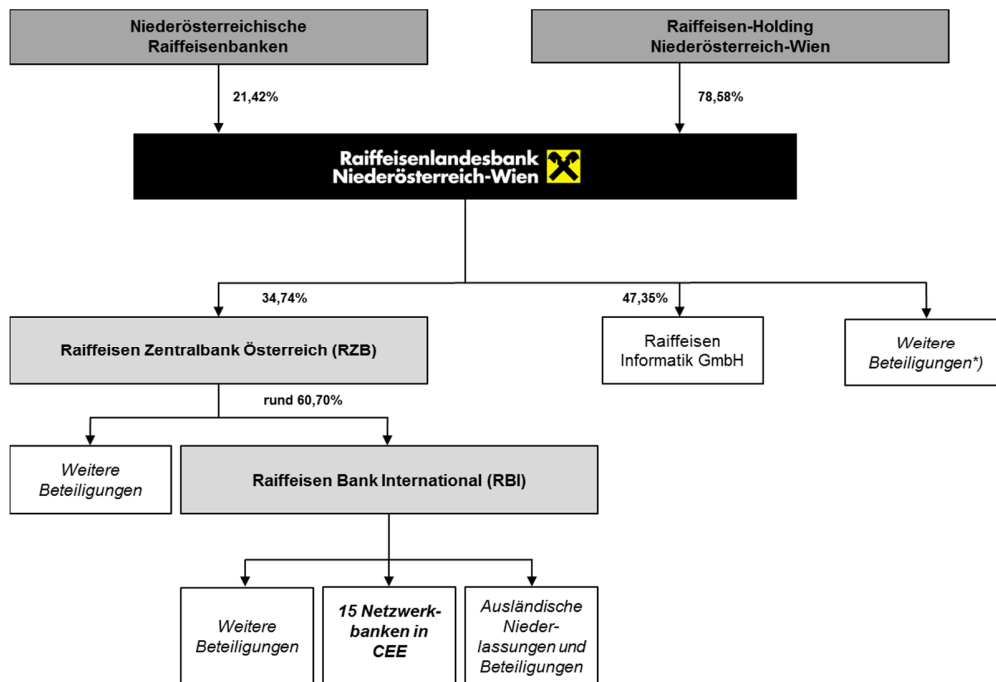 Niederösterreichische
Raiffeisenbanken
Raiffeisen-Holding
Niederösterreich-Wien
21,42%
78,58%
Raiffeisenlandesbank
Niederösterreich-Wien
34,74%
47,35%
Raiffeisen Zentralbank Österreich (RZB)
Raiffeisen
Informatik GmbH
Weitere
Beteiligungen*)
rund 60,70%
Weitere
Beteiligungen
Raiffeisen Bank International (RBI)
Weitere
Beteiligungen
15 Netzwerk-
banken in
CEE
Ausländische
Nieder-
lassungen und
Beteiligungen